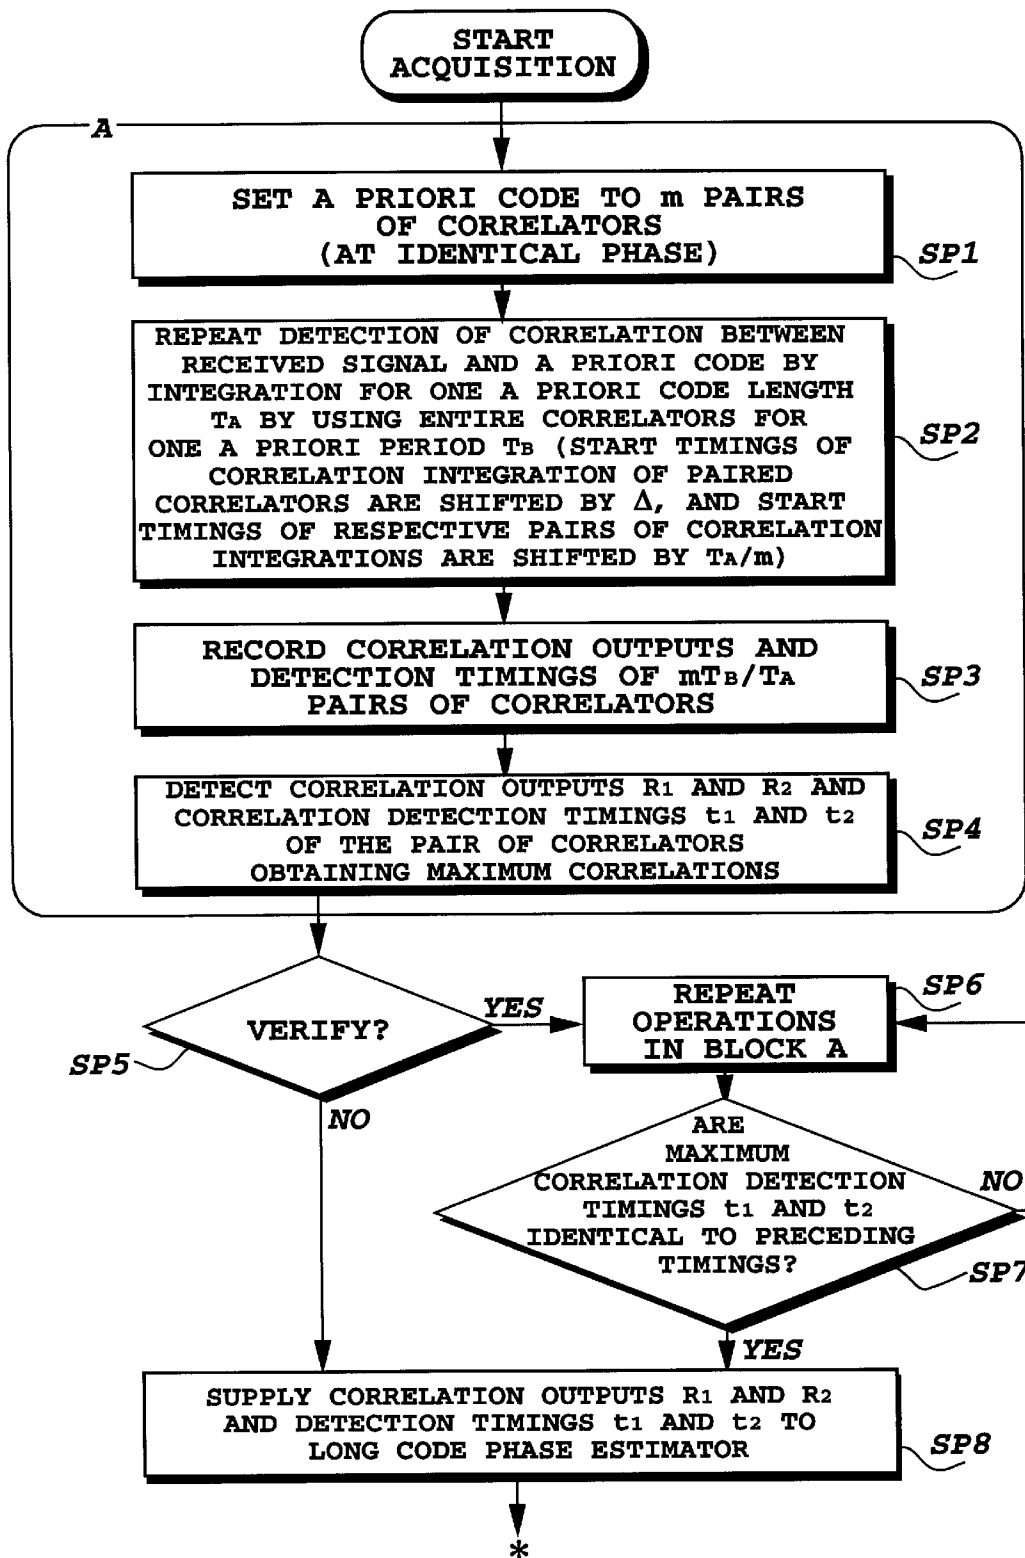 START
ACQUISITION
A
SET A PRIORI CODE TO m PAIRS
OF CORRELATORS
(AT IDENTICAL PHASE)
SP1
REPEAT DETECTION OF CORRELATION BETWEEN
RECEIVED SIGNAL AND A PRIORI CODE BY
INTEGRATION FOR ONE A PRIORI CODE LENGTH
TA BY USING ENTIRE CORRELATORS FOR
ONE A PRIORI PERIOD TB (START TIMINGS OF
CORRELATION INTEGRATION OF PAIRED
CORRELATORS ARE SHIFTED BY Δ, AND START
TIMINGS OF RESPECTIVE PAIRS OF CORRELATION
INTEGRATIONS ARE SHIFTED BY TA/m)
SP2
RECORD CORRELATION OUTPUTS AND
DETECTION TIMINGS OF mTB/TA
PAIRS OF CORRELATORS
SP3
DETECT CORRELATION OUTPUTS R1 AND R2 AND
CORRELATION DETECTION TIMINGS t1 AND t2
OF THE PAIR OF CORRELATORS
OBTAINING MAXIMUM CORRELATIONS
SP4
VERIFY?
SP5
YES
NO
REPEAT
OPERATIONS
IN BLOCK A
SP6
ARE
MAXIMUM
CORRELATION DETECTION
TIMINGS t1 AND t2
IDENTICAL TO PRECEDING
TIMINGS?
NO
SP7
YES
SUPPLY CORRELATION OUTPUTS R1 AND R2
AND DETECTION TIMINGS t1 AND t2 TO
LONG CODE PHASE ESTIMATOR
SP8
*